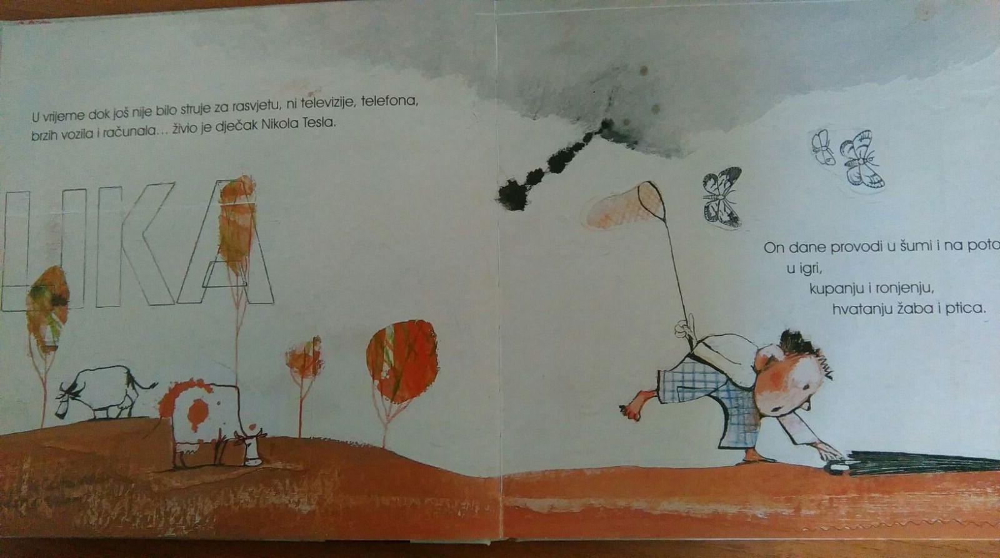 U vrijeme dok još nije bilo struje za rasvjetu, ni televizije, telefona,
brzih vozila i računala... živio je dječak Nikola Tesla.
LIKA
On dane provodi u šumi i na
u igri,
kupanju i ronjenju,
hvatanju žaba i ptica.